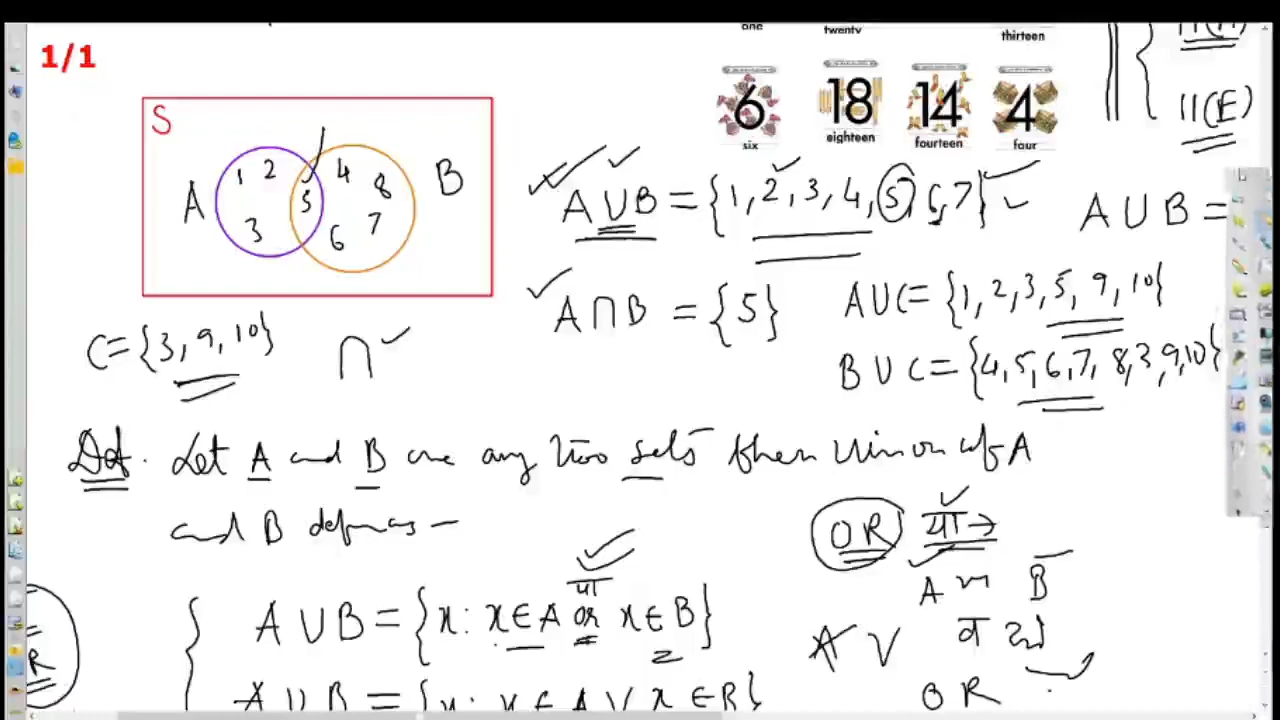 one twenty thirteen
1/1
11(E)
6 18 14 4
six eighteen fourteen four
S
A 1 2 3 5 4 8 6 7 B
A∪B = {1, 2, 3, 4, 5, 6, 7}
A∪B =
A∩B = {5}
A∪C = {1, 2, 3, 5, 9, 10}
C = {3, 9, 10}
∩
B∪C = {4, 5, 6, 7, 8, 3, 9, 10}
Def. Let A and B are any two sets then Union of A
and B defines –
OR या →
A B
या
A∪B = {x : x∈A or x∈B}
A ∨
OR
A∪B = {x : x∈A ∨ x∈B}